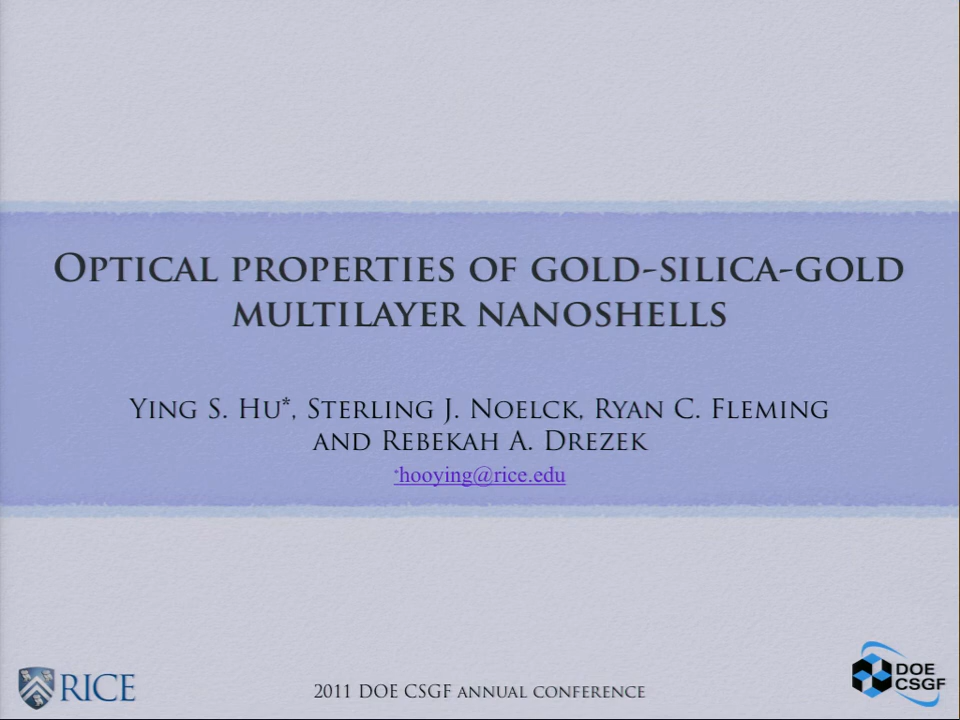 Optical properties of gold-silica-gold
multilayer nanoshells
Ying S. Hu*, Sterling J. Noelck, Ryan C. Fleming
and Rebekah A. Drezek
*hooying@rice.edu
RICE
2011 DOE CSGF annual conference
DOE
CSGF